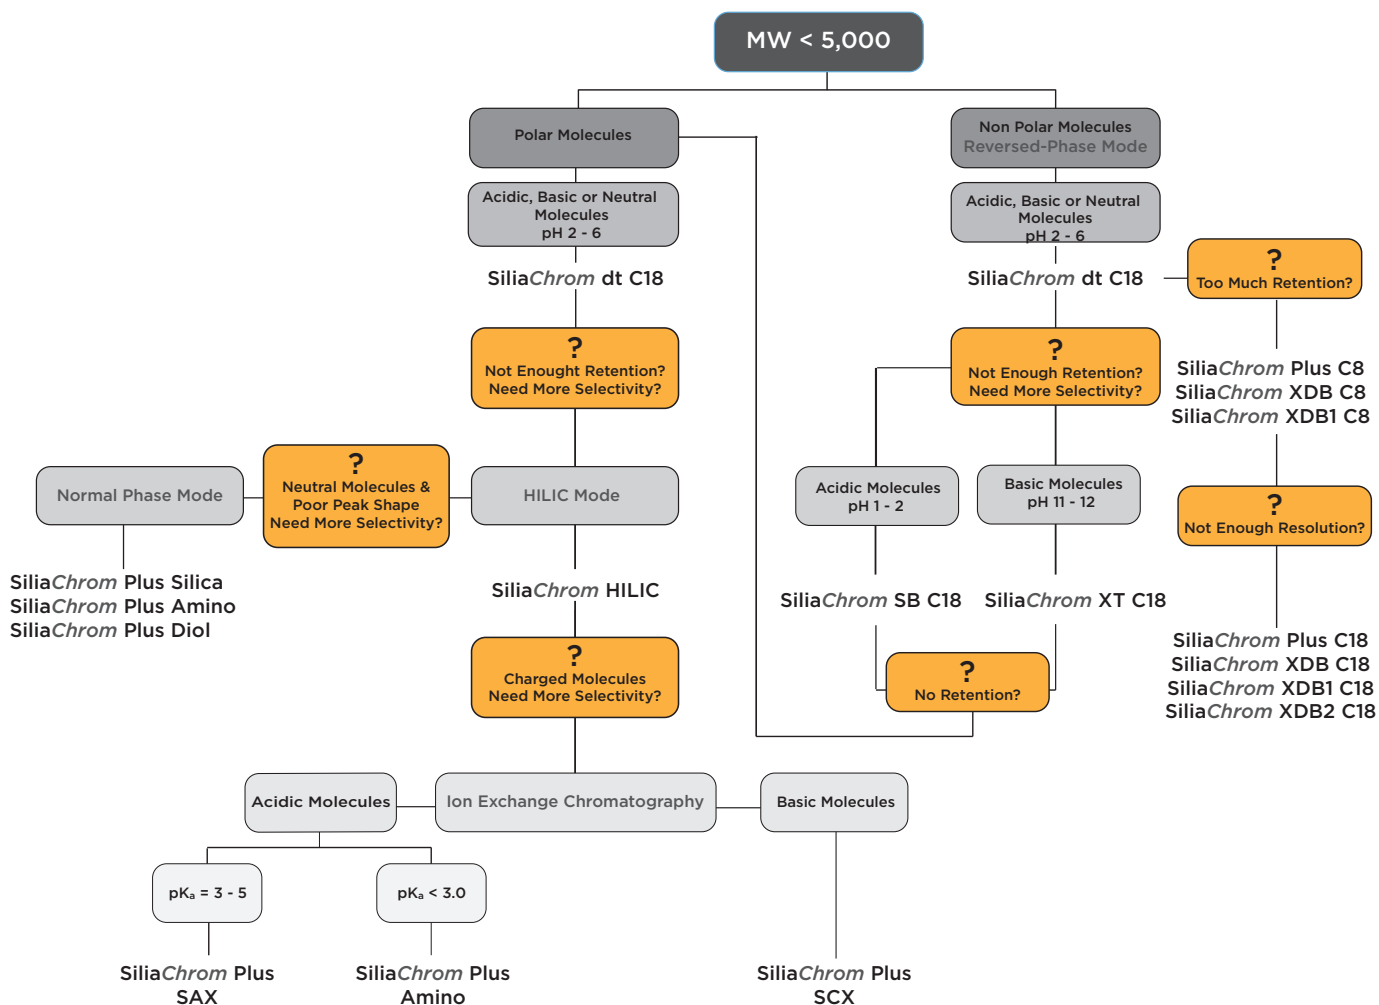 MW < 5,000
Polar Molecules
Non Polar Molecules
Reversed-Phase Mode
Acidic, Basic or Neutral
Molecules
pH 2 - 6
Acidic, Basic or Neutral
Molecules
pH 2 - 6
SiliaChrom dt C18
SiliaChrom dt C18
?
Too Much Retention?
?
Not Enought Retention?
Need More Selectivity?
?
Not Enough Retention?
Need More Selectivity?
SiliaChrom Plus C8
SiliaChrom XDB C8
SiliaChrom XDB1 C8
Normal Phase Mode
?
Neutral Molecules &
Poor Peak Shape
Need More Selectivity?
HILIC Mode
Acidic Molecules
pH 1 - 2
Basic Molecules
pH 11 - 12
?
Not Enough Resolution?
SiliaChrom Plus Silica
SiliaChrom Plus Amino
SiliaChrom Plus Diol
SiliaChrom HILIC
SiliaChrom SB C18
SiliaChrom XT C18
SiliaChrom Plus C18
SiliaChrom XDB C18
SiliaChrom XDB1 C18
SiliaChrom XDB2 C18
?
Charged Molecules
Need More Selectivity?
?
No Retention?
Acidic Molecules
Ion Exchange Chromatography
Basic Molecules
pKₐ = 3 - 5
pKₐ < 3.0
SiliaChrom Plus
SAX
SiliaChrom Plus
Amino
SiliaChrom Plus
SCX